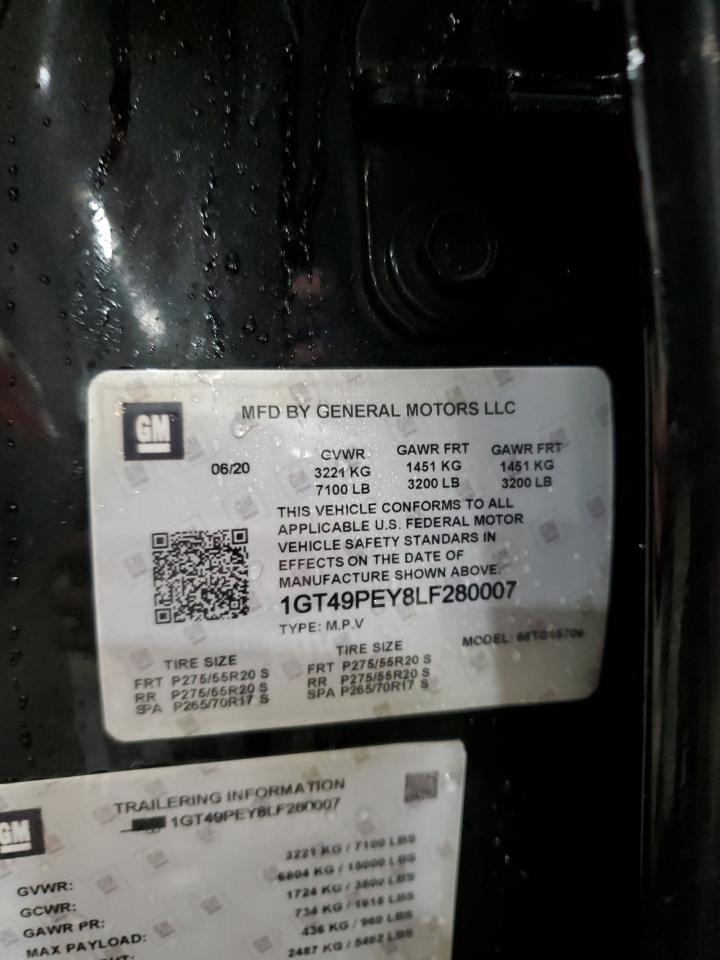 GM
MFD BY GENERAL MOTORS LLC
06/20
CVWR GAWR FRT GAWR FRT
3221 KG 1451 KG 1451 KG
7100 LB 3200 LB 3200 LB
THIS VEHICLE CONFORMS TO ALL
APPLICABLE U.S. FEDERAL MOTOR
VEHICLE SAFETY STANDARS IN
EFFECTS ON THE DATE OF
MANUFACTURE SHOWN ABOVE.
1GT49PEY8LF280007
TYPE: M.P.V
MODEL:
TIRE SIZE TIRE SIZE
FRT P275/55R20 S FRT P275/55R20 S
RR P275/55R20 S RR P275/55R20 S
SPA P265/70R17 S SPA P265/70R17 S
GM
TRAILERING INFORMATION
1GT49PEY8LF280007
GVWR: 3221 KG / 7100 LBS
GCWR: 6804 KG / 15000 LBS
GAWR PR: 1724 KG / 3800 LBS
MAX PAYLOAD: 734 KG / 1618 LBS
436 KG / 960 LBS
2487 KG / 5482 LBS